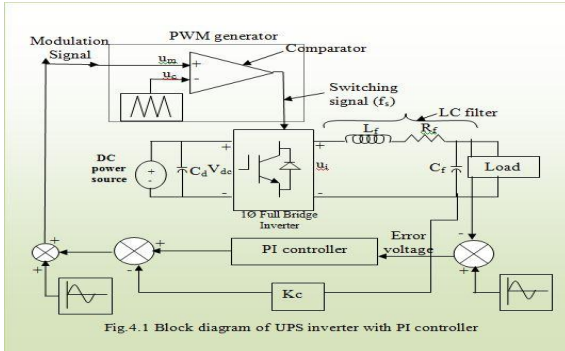 PWM generator
Modulation
Signal
Comparator
um
uc
+
-
Switching
signal (fs)
LC filter
Lf
Rf
DC
power
source
+
-
Cd
Vdc
+
-
ui
+
-
Cf
Load
1Ø Full Bridge
Inverter
+
+
+
-
PI controller
Error
voltage
-
+
Kc
Fig.4.1 Block diagram of UPS inverter with PI controller